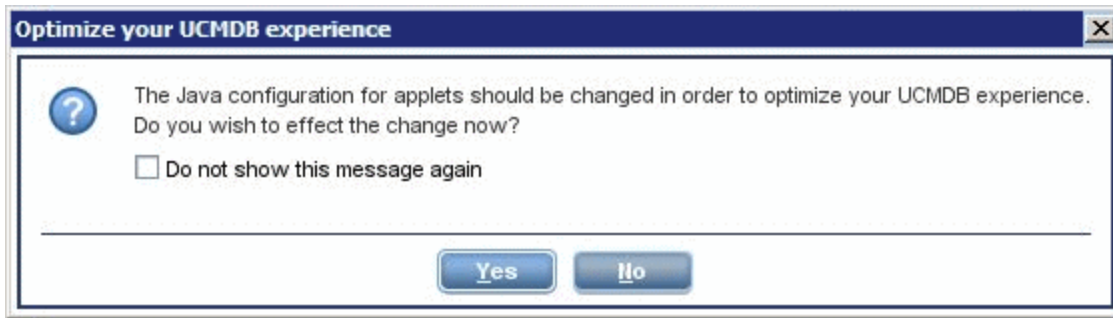 Optimize your UCMDB experience
The Java configuration for applets should be changed in order to optimize your UCMDB experience.
Do you wish to effect the change now?
Do not show this message again
Yes No